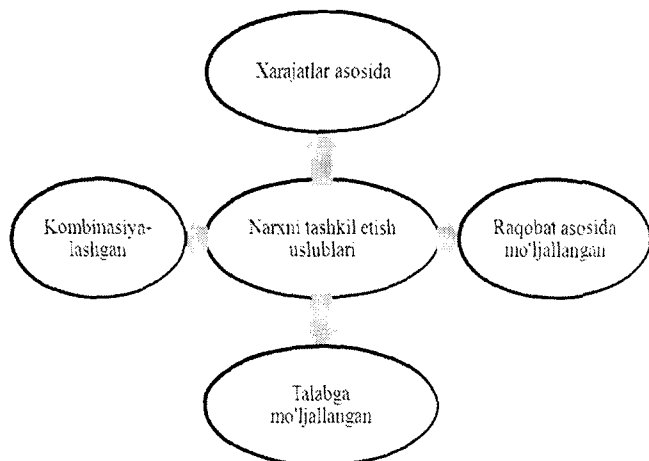 Xarajatlar asosida
Kombinasiya-
lashgan
Narxni tashkil etish
uslublari
Raqobat asosida
mo'ljallangan
Talabga
mo'ljallangan